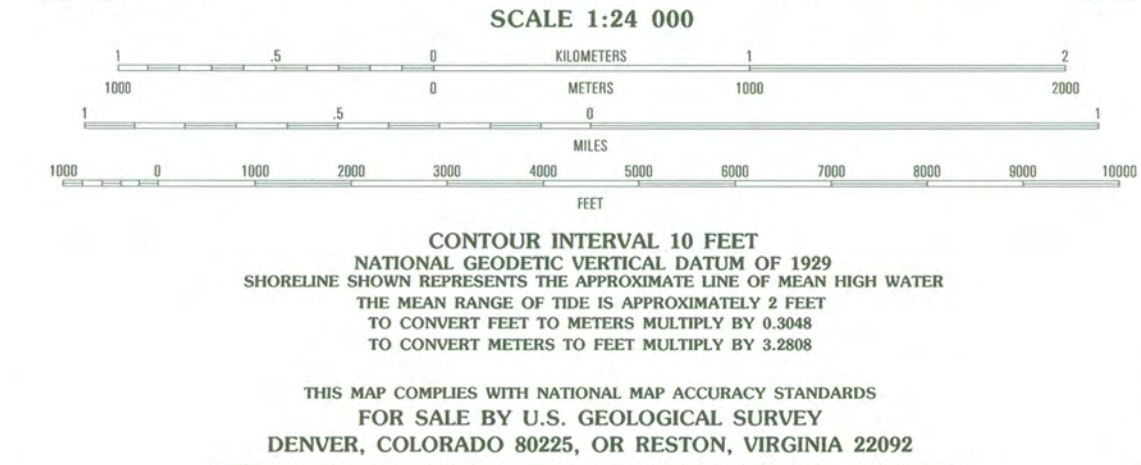 SCALE 1:24 000
1 .5 0 KILOMETERS 1 2
1000 0 METERS 1000 2000
1 .5 0 1
MILES
1000 0 1000 2000 3000 4000 5000 6000 7000 8000 9000 10000
FEET
CONTOUR INTERVAL 10 FEET
NATIONAL GEODETIC VERTICAL DATUM OF 1929
SHORELINE SHOWN REPRESENTS THE APPROXIMATE LINE OF MEAN HIGH WATER
THE MEAN RANGE OF TIDE IS APPROXIMATELY 2 FEET
TO CONVERT FEET TO METERS MULTIPLY BY 0.3048
TO CONVERT METERS TO FEET MULTIPLY BY 3.2808
THIS MAP COMPLIES WITH NATIONAL MAP ACCURACY STANDARDS
FOR SALE BY U.S. GEOLOGICAL SURVEY
DENVER, COLORADO 80225, OR RESTON, VIRGINIA 22092